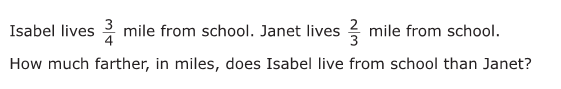 Isabel lives 3/4 mile from school. Janet lives 2/3 mile from school.
How much farther, in miles, does Isabel live from school than Janet?